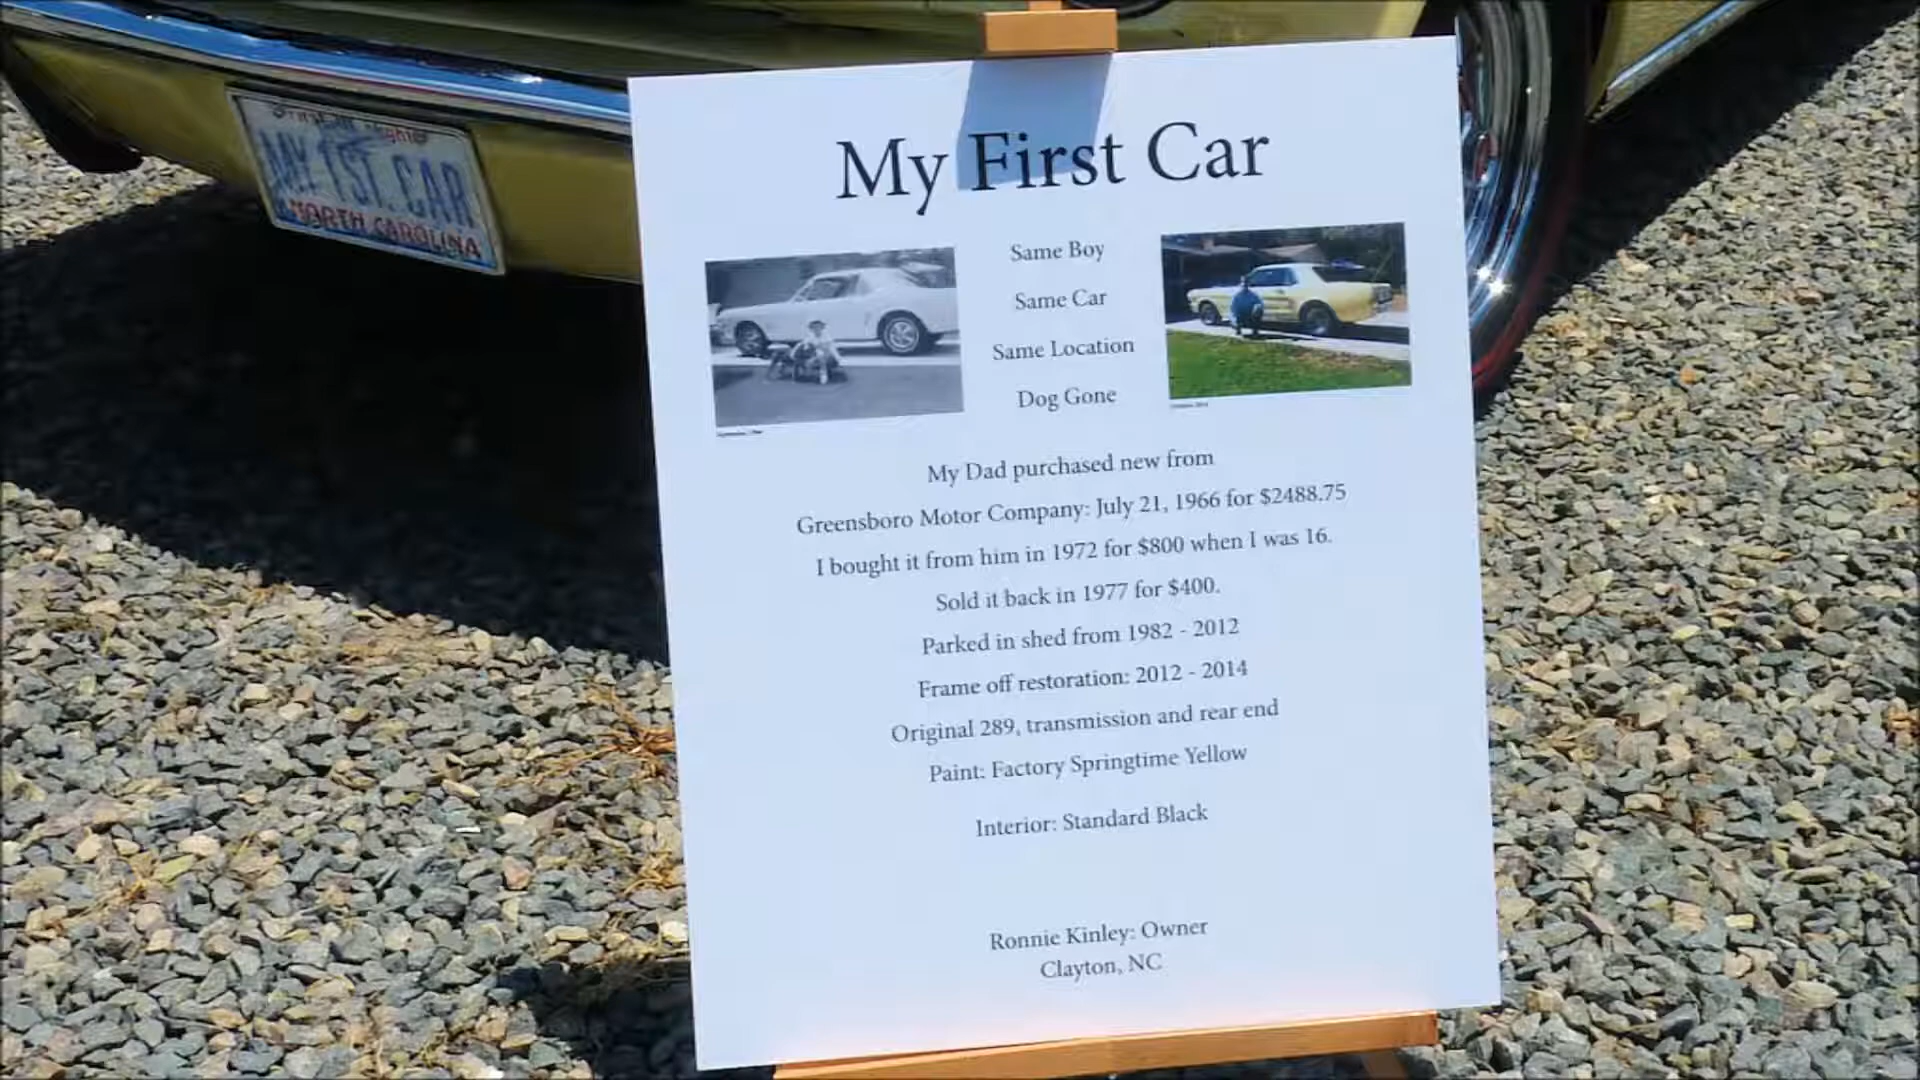 First in Flight
MY 1ST. CAR
NORTH CAROLINA
My First Car
Same Boy
Same Car
Same Location
Dog Gone
My Dad purchased new from
Greensboro Motor Company: July 21, 1966 for $2488.75
I bought it from him in 1972 for $800 when I was 16.
Sold it back in 1977 for $400.
Parked in shed from 1982 - 2012
Frame off restoration: 2012 - 2014
Original 289, transmission and rear end
Paint: Factory Springtime Yellow
Interior: Standard Black
Ronnie Kinley: Owner
Clayton, NC